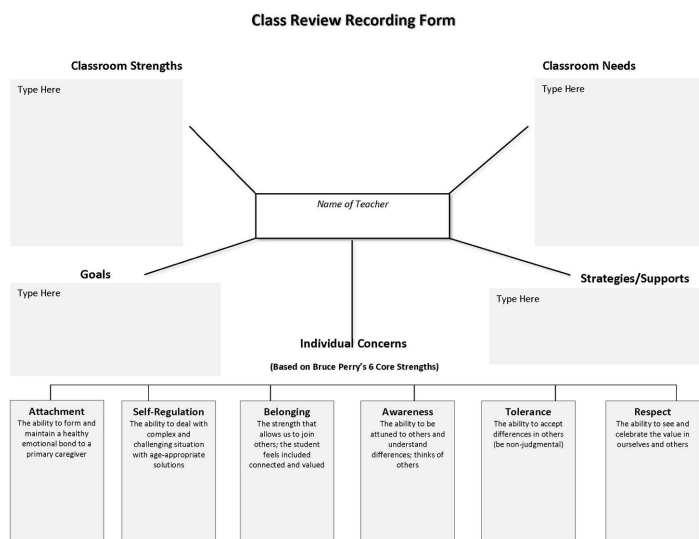 Class Review Recording Form
Classroom Strengths
Classroom Needs
Type Here
Type Here
Name of Teacher
Goals
Strategies/Supports
Type Here
Type Here
Individual Concerns
(Based on Bruce Perry's 6 Core Strengths)
Attachment
The ability to form and
maintain a healthy
emotional bond to a
primary caregiver
Self-Regulation
The ability to deal with
complex and
challenging situation
with age-appropriate
solutions
Belonging
The strength that
allows us to join
others; the student
feels included
connected and valued
Awareness
The ability to be
attuned to others and
understand
differences; thinks of
others
Tolerance
The ability to accept
differences in others
(be non-judgmental)
Respect
The ability to see and
celebrate the value in
ourselves and others